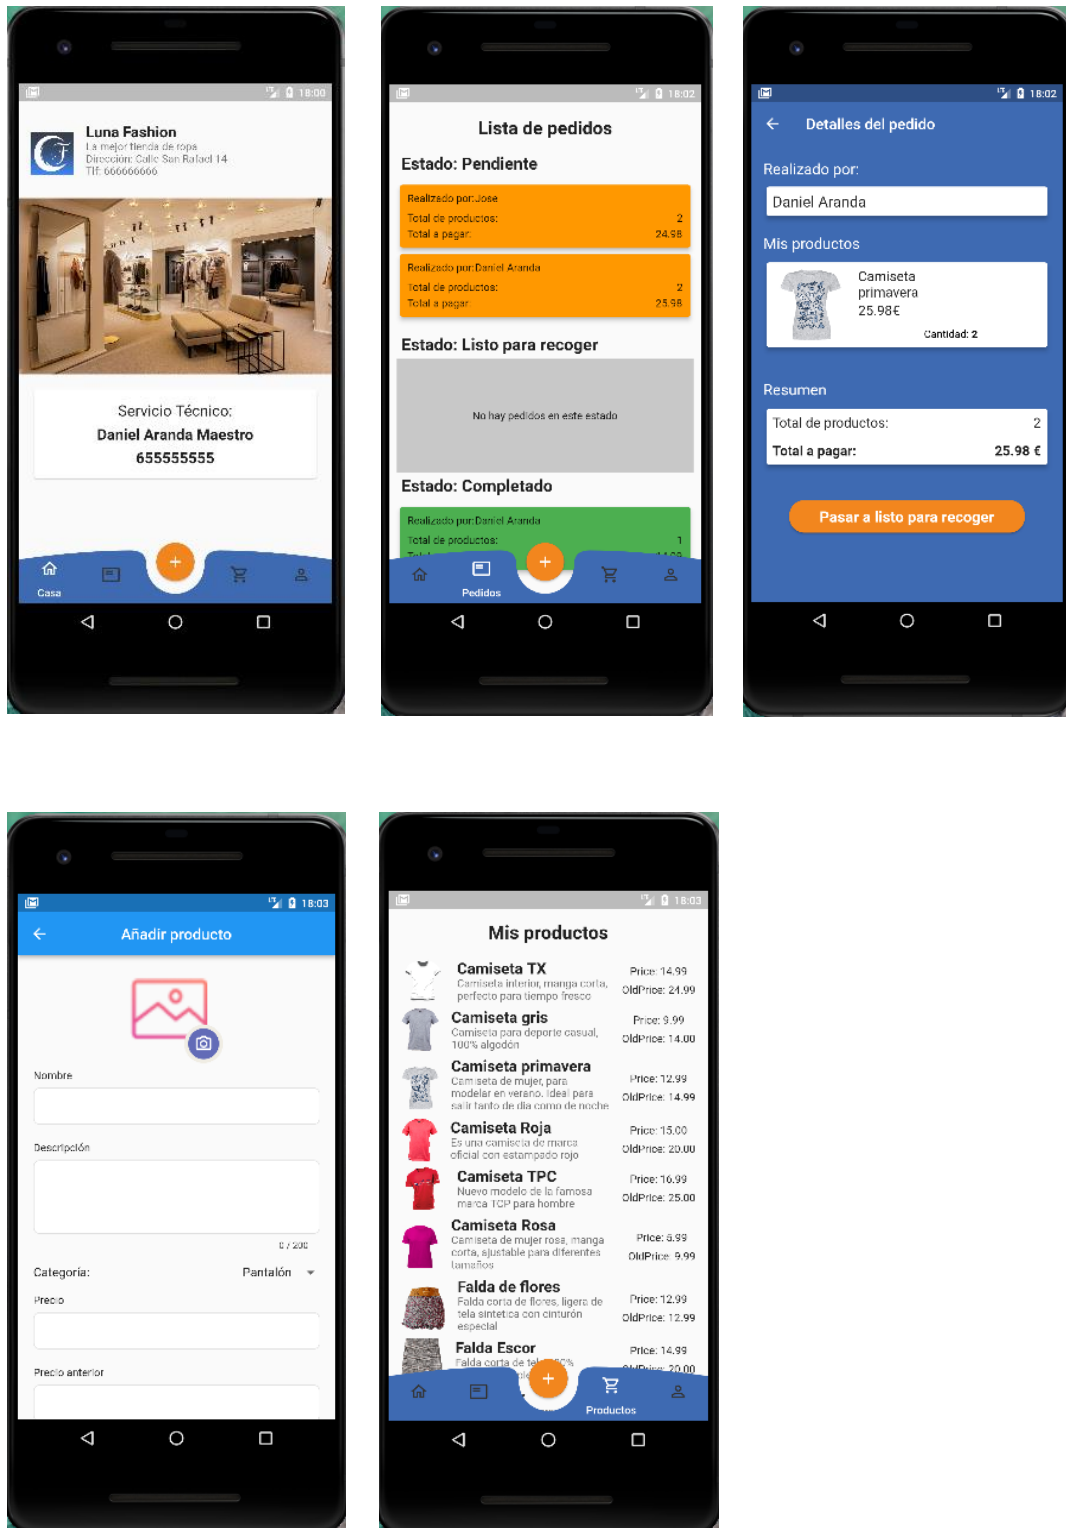 18:00
Luna Fashion
La mejor tienda de ropa
Dirección: Calle San Rafael 14
Tlf: 666666666
Servicio Técnico:
Daniel Aranda Maestro
655555555
Casa
18:02
Lista de pedidos
Estado: Pendiente
Realizado por:Jose
Total de productos: 2
Total a pagar: 24.98
Realizado por:Daniel Aranda
Total de productos: 2
Total a pagar: 25.98
Estado: Listo para recoger
No hay pedidos en este estado
Estado: Completado
Realizado por:Daniel Aranda
Total de productos: 1
Pedidos
18:02
Detalles del pedido
Realizado por:
Daniel Aranda
Mis productos
Camiseta
primavera
25.98€
Cantidad: 2
Resumen
Total de productos: 2
Total a pagar: 25.98 €
Pasar a listo para recoger
18:03
Añadir producto
Nombre
Descripción
0 / 200
Categoría: Pantalón
Precio
Precio anterior
18:03
Mis productos
Camiseta TX
Camiseta interior, manga corta,
perfecto para tiempo fresco
Price: 14.99
OldPrice: 24.99
Camiseta gris
Camiseta para deporte casual,
100% algodón
Price: 9.99
OldPrice: 14.00
Camiseta primavera
Camiseta de mujer, para
modelar en verano. Ideal para
salir tanto de dia como de noche
Price: 12.99
OldPrice: 14.99
Camiseta Roja
Es una camiseta de marca
oficial con estampado rojo
Price: 15.00
OldPrice: 20.00
Camiseta TPC
Nuevo modelo de la famosa
marca TCP para hombre
Price: 16.99
OldPrice: 25.00
Camiseta Rosa
Camiseta de mujer rosa, manga
corta, ajustable para diferentes
tamaños
Price: 5.99
OldPrice: 9.99
Falda de flores
Falda corta de flores, ligera de
tela sintetica con cinturón
especial
Price: 12.99
OldPrice: 12.99
Falda Escor
Falda corta de
Price: 14.99
OldPrice: 20.00
Productos